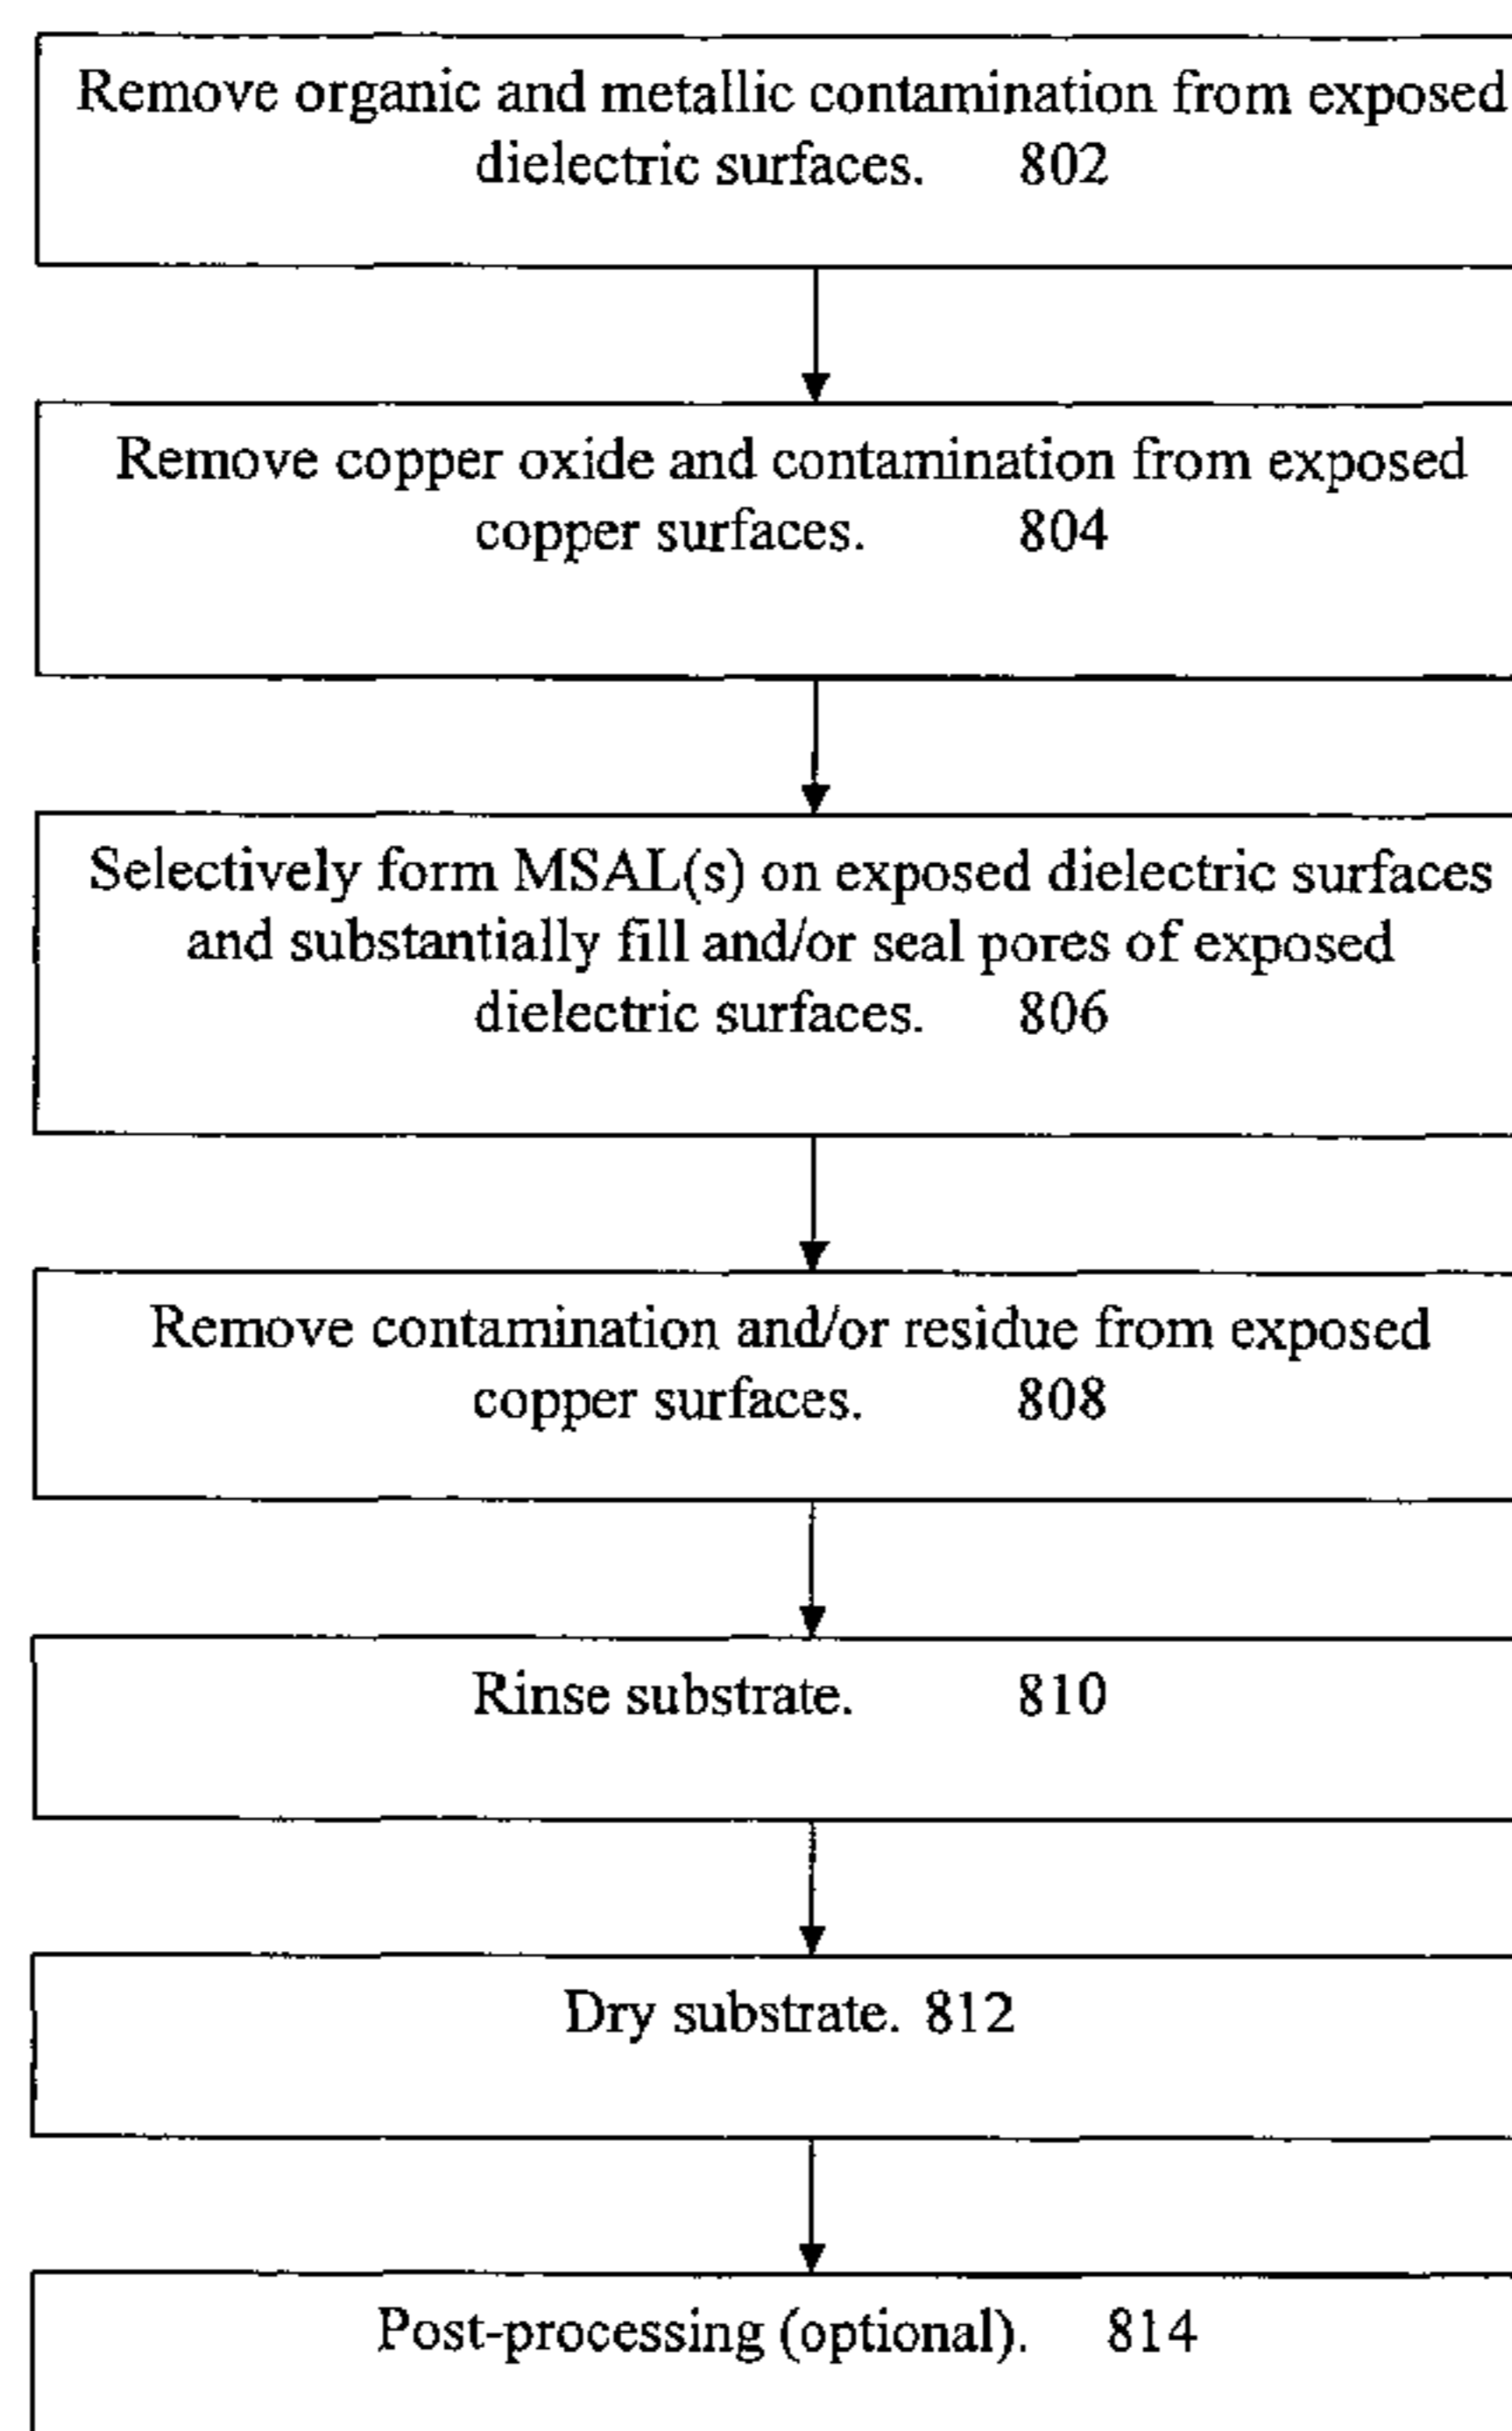 Remove organic and metallic contamination from exposed
dielectric surfaces. 802
Remove copper oxide and contamination from exposed
copper surfaces. 804
Selectively form MSAL(s) on exposed dielectric surfaces
and substantially fill and/or seal pores of exposed
dielectric surfaces. 806
Remove contamination and/or residue from exposed
copper surfaces. 808
Rinse substrate. 810
Dry substrate. 812
Post-processing (optional). 814